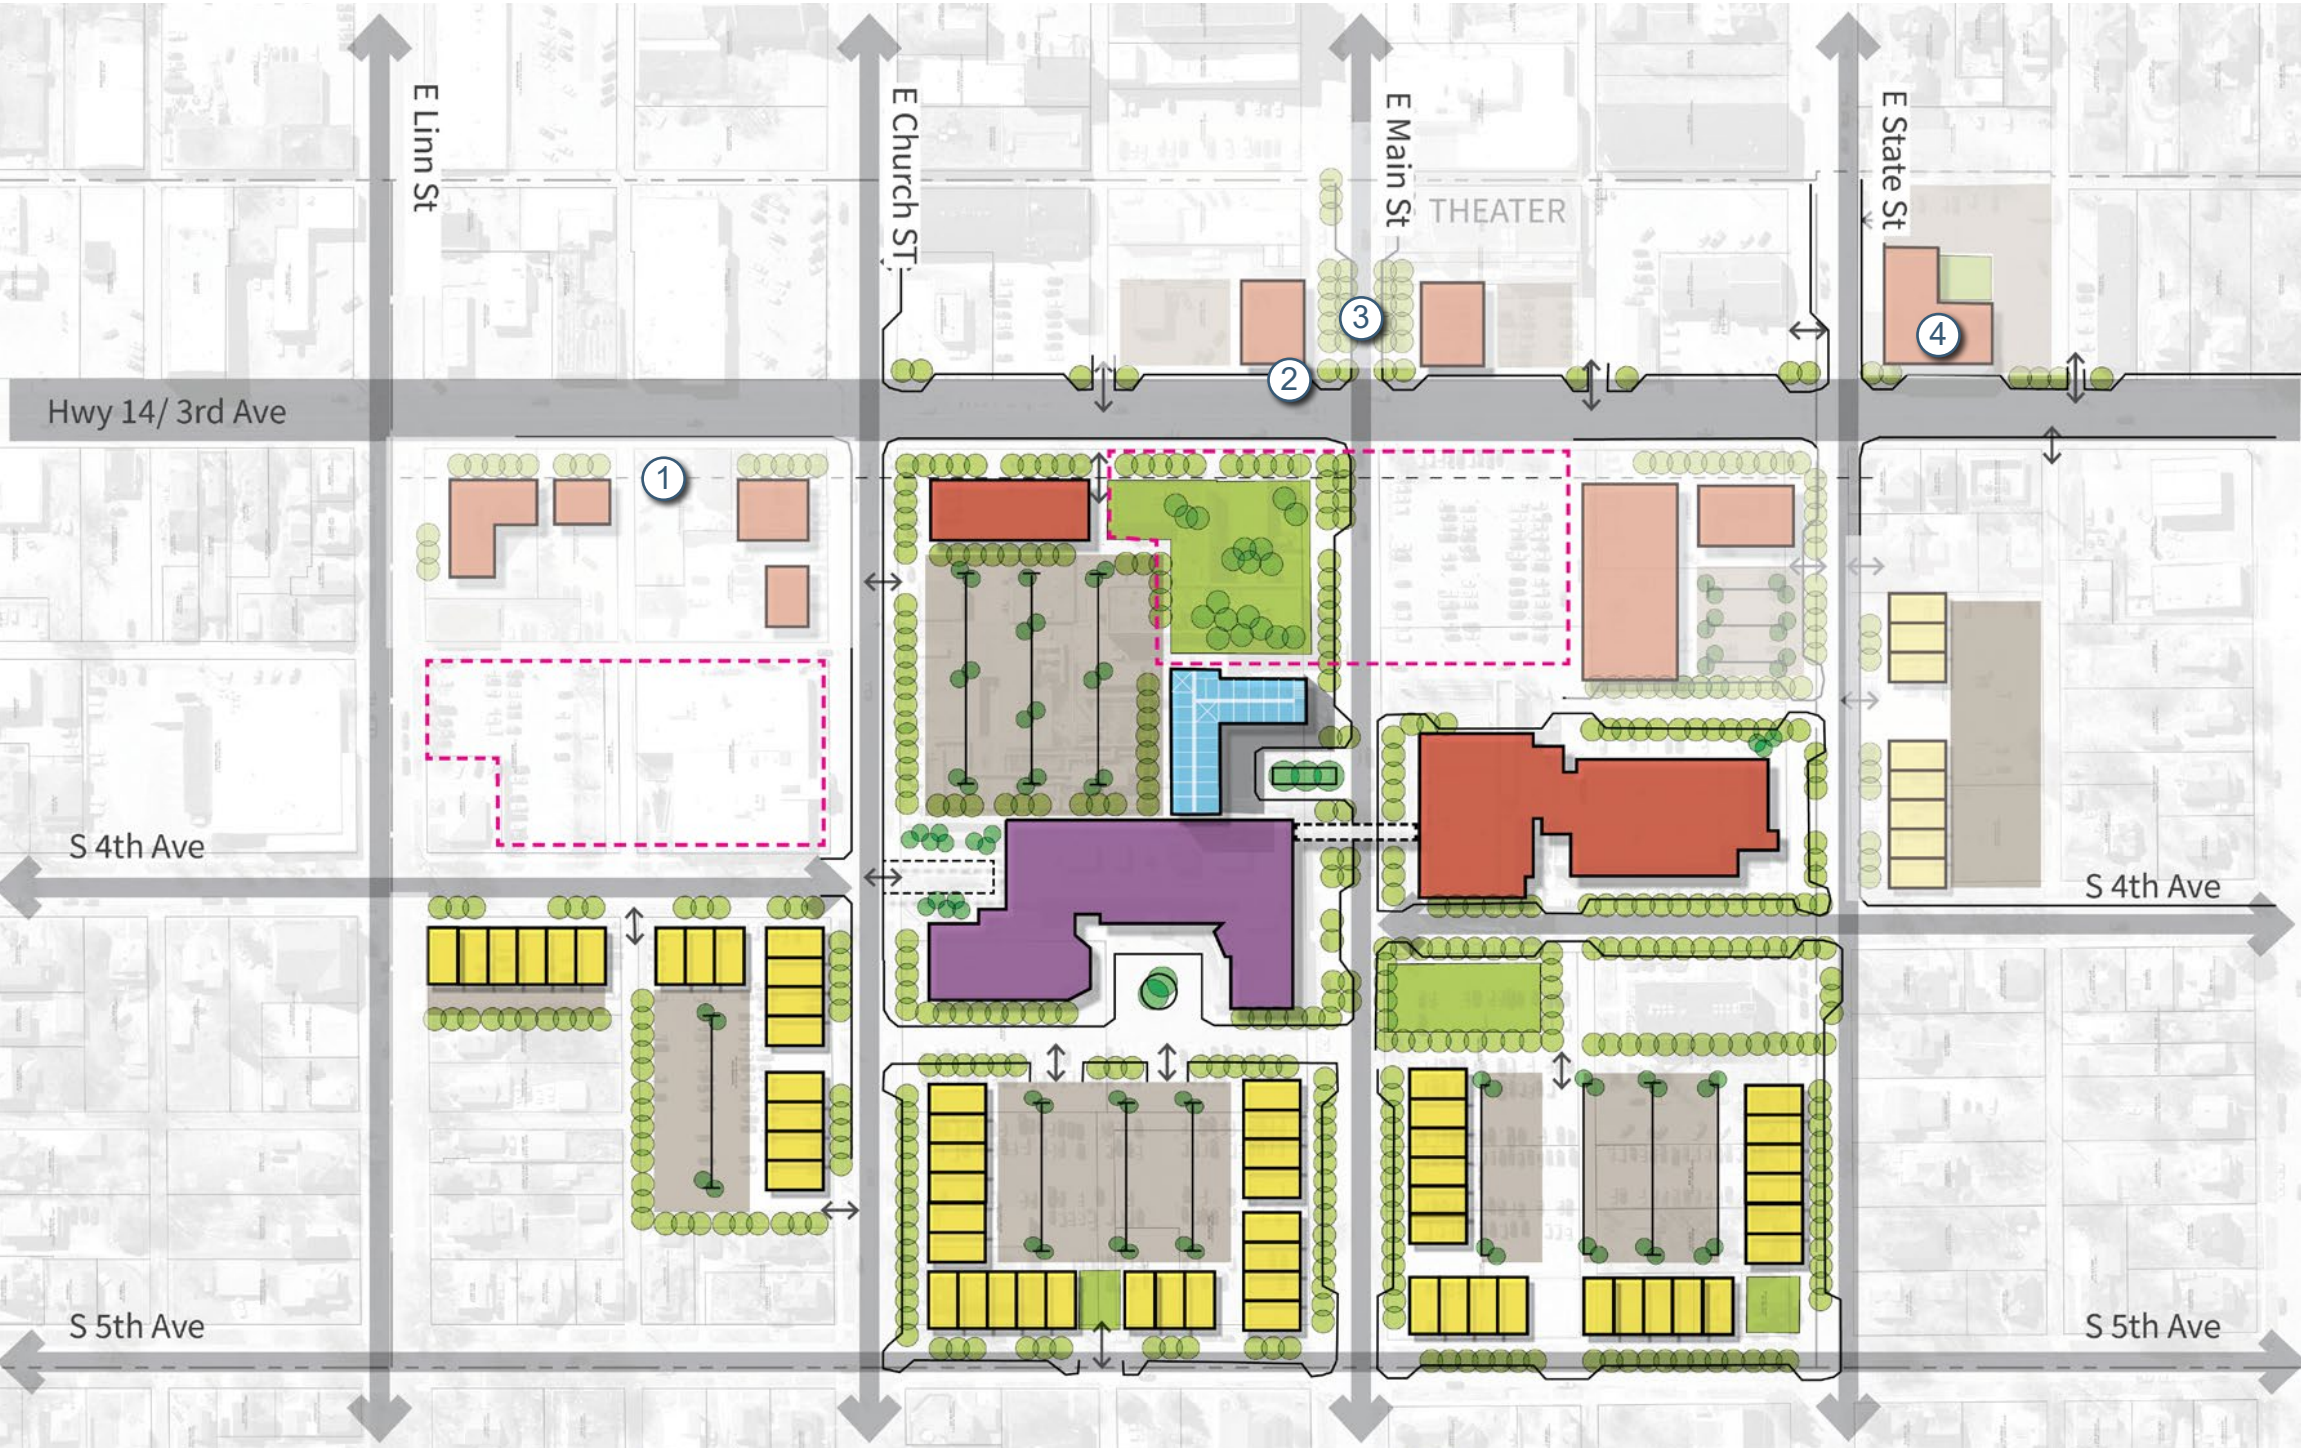 E Linn St
E Church ST
E Main St
E State St
THEATER
3
4
2
Hwy 14/ 3rd Ave
1
S 4th Ave
S 4th Ave
S 5th Ave
S 5th Ave